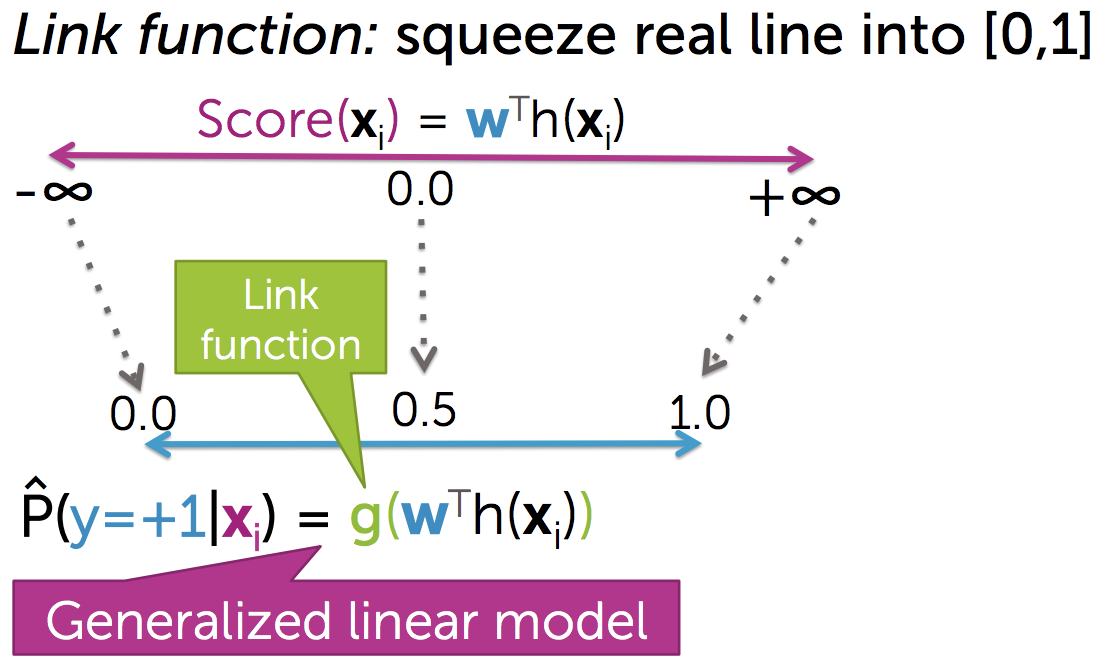 Link function: squeeze real line into [0,1]
Score(xᵢ) = wᵀh(xᵢ)
-∞ 0.0 +∞
Link
function
0.0 0.5 1.0
P̂(y=+1|xᵢ) = g(wᵀh(xᵢ))
Generalized linear model